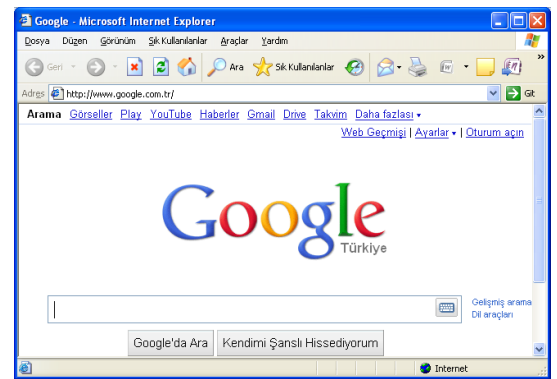 Google - Microsoft Internet Explorer
Dosya Düzen Görünüm Sık Kullanılanlar Araçlar Yardım
Geri Ara Sık Kullanılanlar
Adres http://www.google.com.tr/ Git
Arama Görseller Play YouTube Haberler Gmail Drive Takvim Daha fazlası
Web Geçmişi | Ayarlar | Oturum açın
Google
Türkiye
Gelişmiş arama
Dil araçları
Google'da Ara Kendimi Şanslı Hissediyorum
Internet